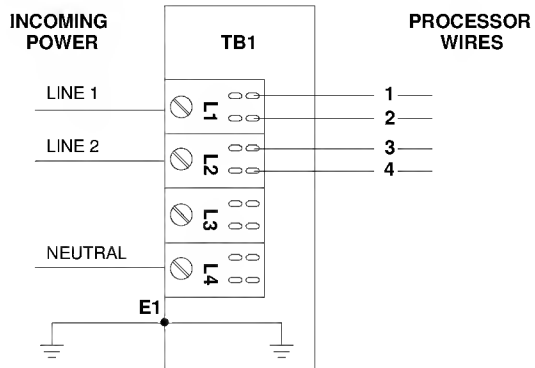 INCOMING
POWER
TB1
PROCESSOR
WIRES
LINE 1
L1
1
2
LINE 2
L2
3
4
L3
NEUTRAL
L4
E1